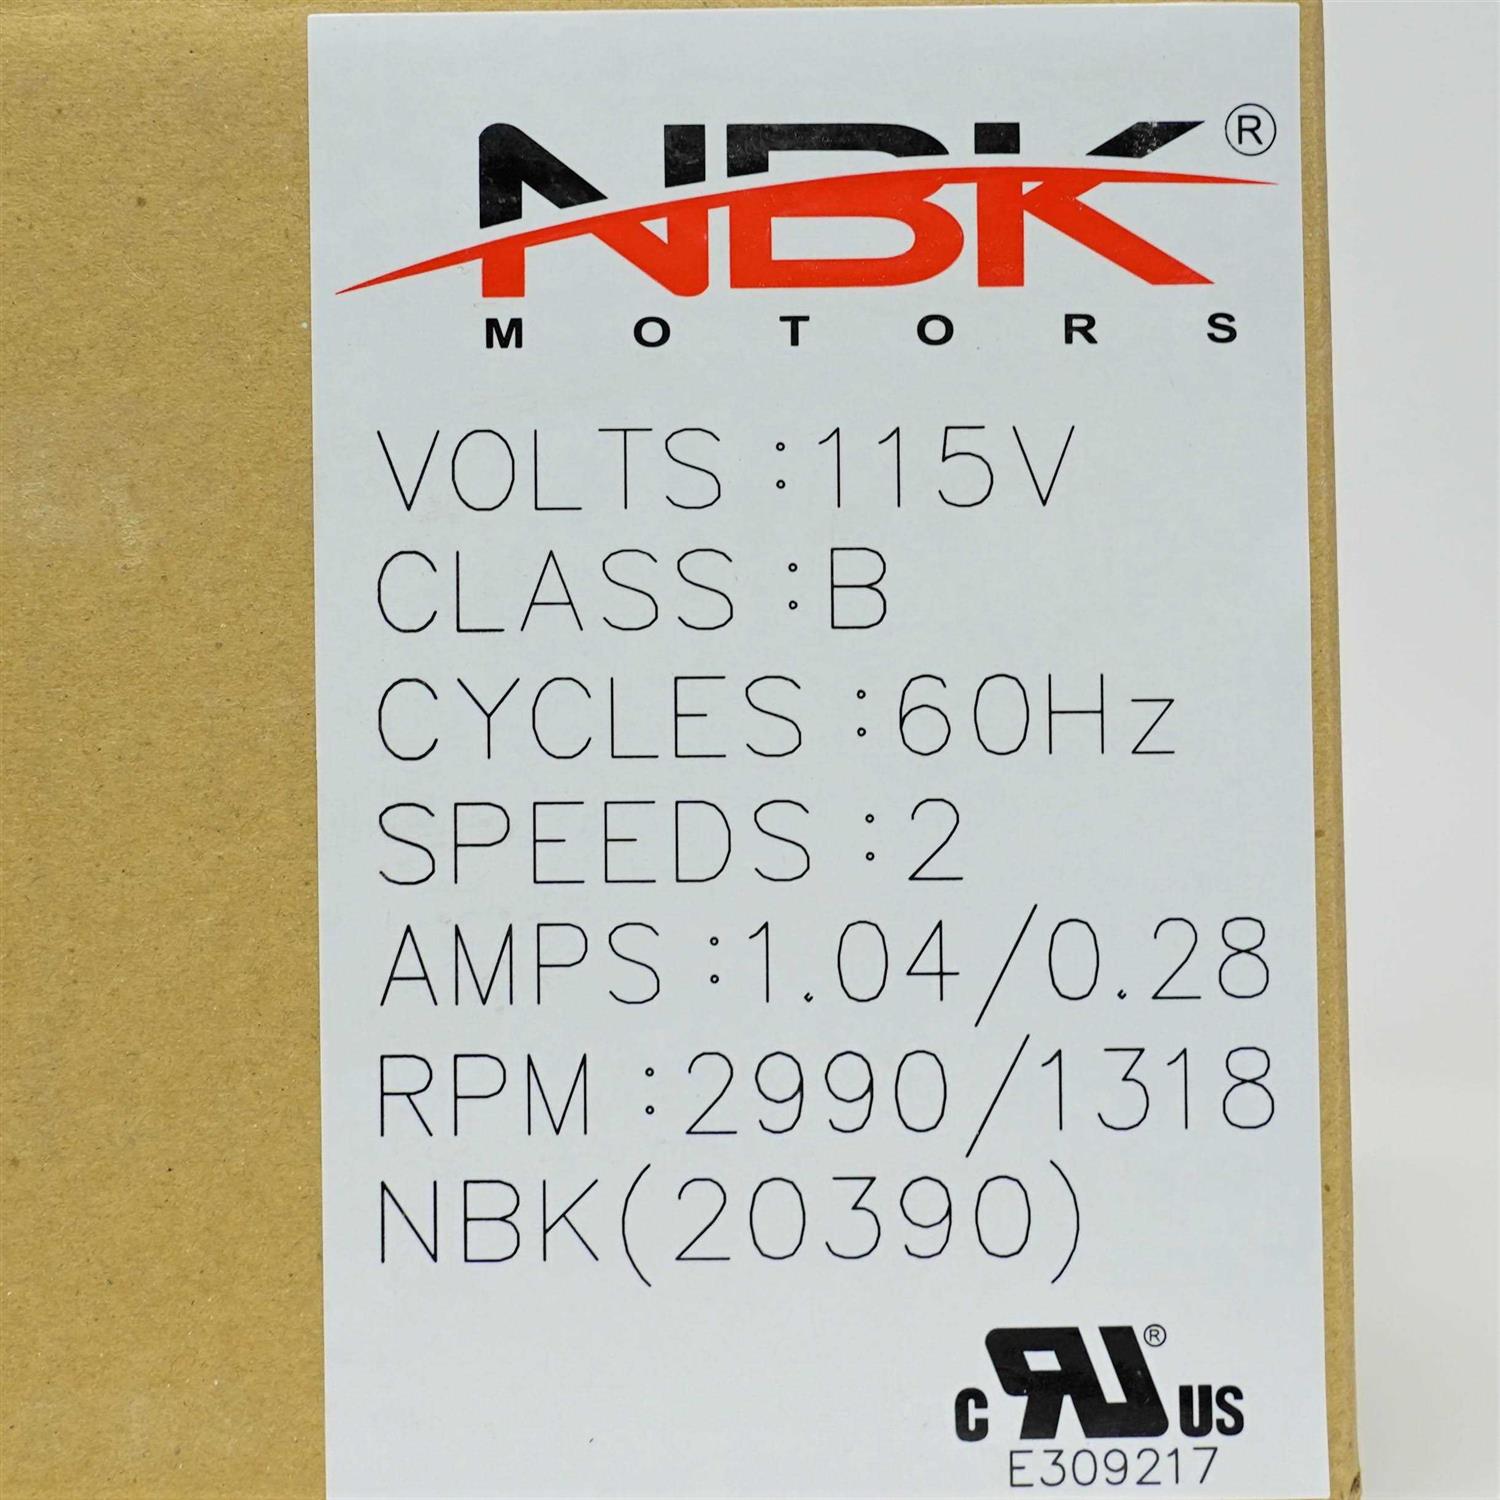 NBK ®
MOTORS
VOLTS :115V
CLASS :B
CYCLES :60Hz
SPEEDS :2
AMPS :1.04/0.28
RPM :2990/1318
NBK(20390)
C RU ® US
E309217